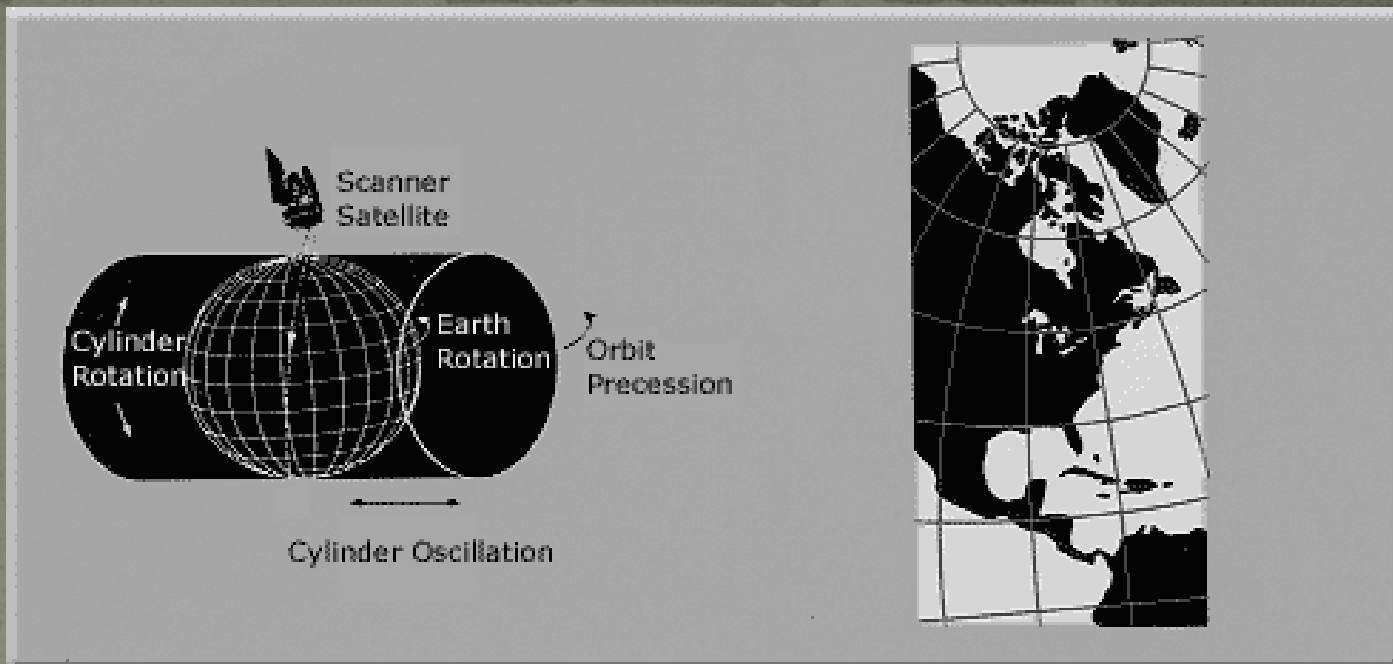 Scanner
Satellite
Cylinder
Rotation
Earth
Rotation
Orbit
Precession
Cylinder Oscillation